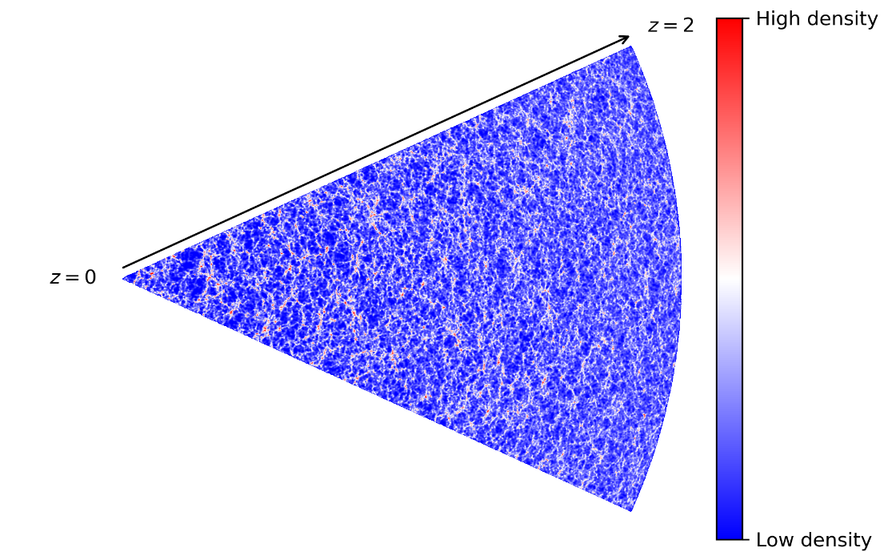 z = 2
High density
z = 0
Low density